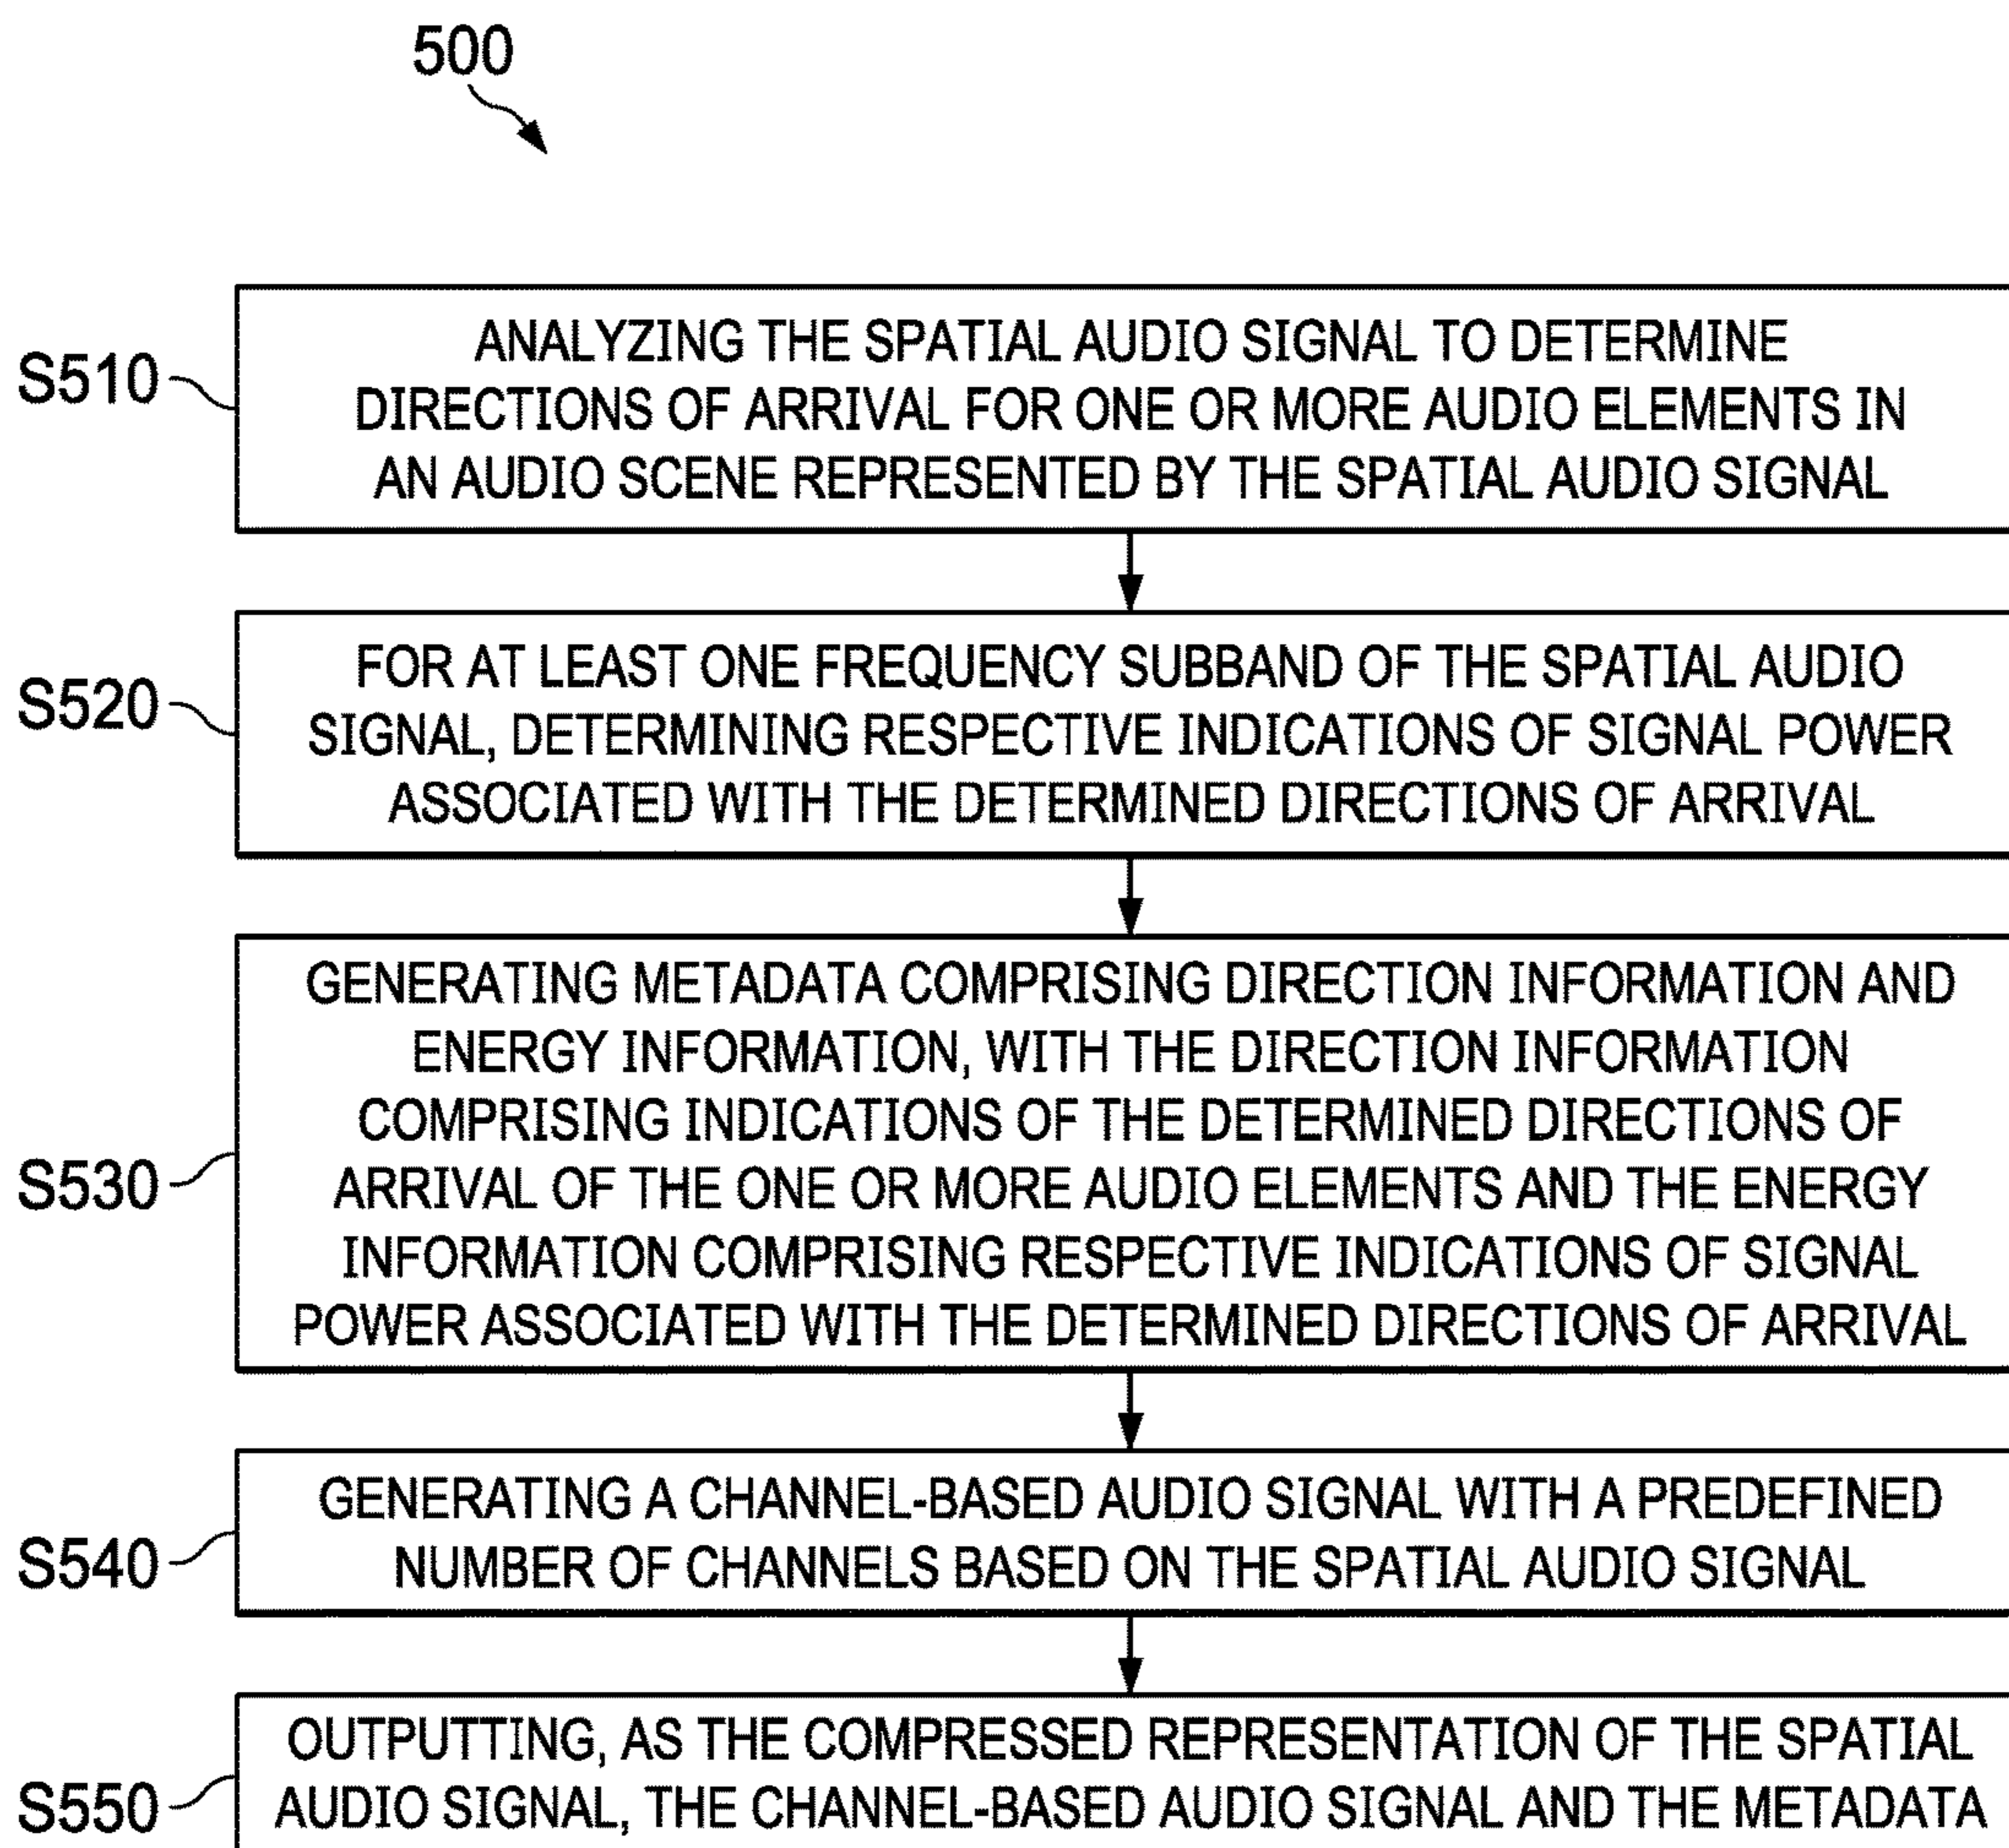 500
S510
ANALYZING THE SPATIAL AUDIO SIGNAL TO DETERMINE
DIRECTIONS OF ARRIVAL FOR ONE OR MORE AUDIO ELEMENTS IN
AN AUDIO SCENE REPRESENTED BY THE SPATIAL AUDIO SIGNAL
S520
FOR AT LEAST ONE FREQUENCY SUBBAND OF THE SPATIAL AUDIO
SIGNAL, DETERMINING RESPECTIVE INDICATIONS OF SIGNAL POWER
ASSOCIATED WITH THE DETERMINED DIRECTIONS OF ARRIVAL
S530
GENERATING METADATA COMPRISING DIRECTION INFORMATION AND
ENERGY INFORMATION, WITH THE DIRECTION INFORMATION
COMPRISING INDICATIONS OF THE DETERMINED DIRECTIONS OF
ARRIVAL OF THE ONE OR MORE AUDIO ELEMENTS AND THE ENERGY
INFORMATION COMPRISING RESPECTIVE INDICATIONS OF SIGNAL
POWER ASSOCIATED WITH THE DETERMINED DIRECTIONS OF ARRIVAL
S540
GENERATING A CHANNEL-BASED AUDIO SIGNAL WITH A PREDEFINED
NUMBER OF CHANNELS BASED ON THE SPATIAL AUDIO SIGNAL
S550
OUTPUTTING, AS THE COMPRESSED REPRESENTATION OF THE SPATIAL
AUDIO SIGNAL, THE CHANNEL-BASED AUDIO SIGNAL AND THE METADATA